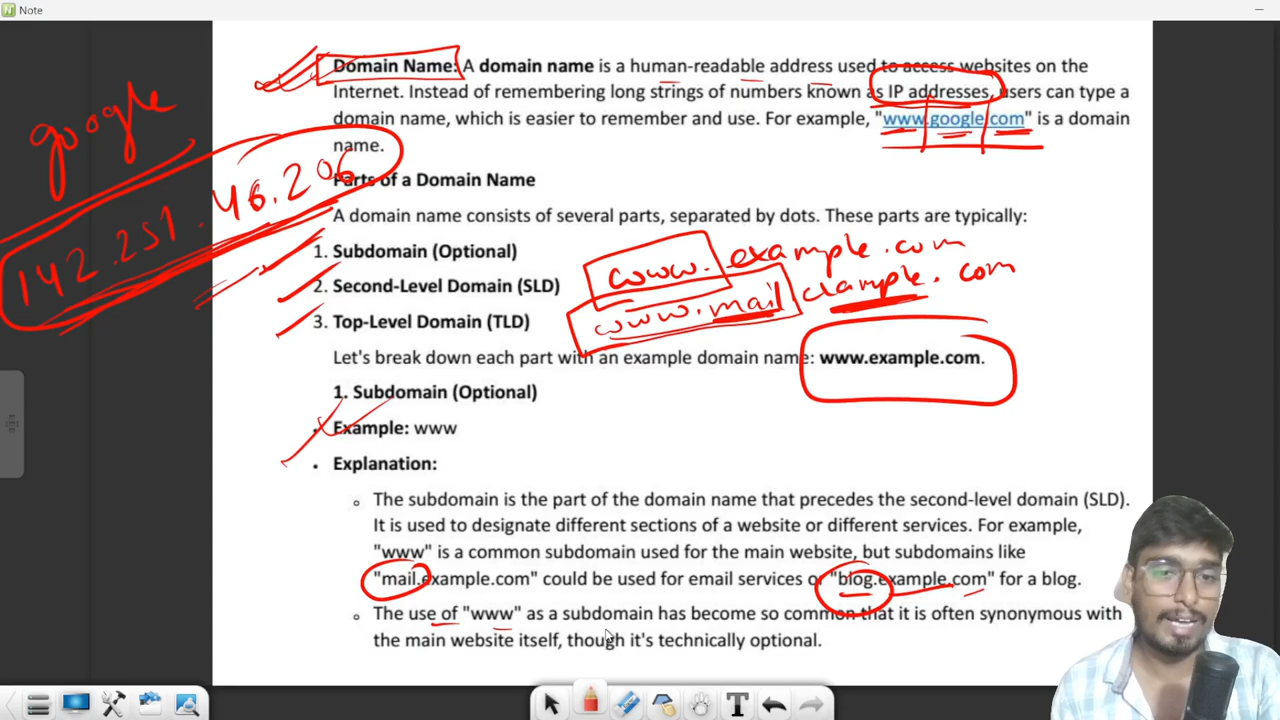 Note
Domain Name: A domain name is a human-readable address used to access websites on the
Internet. Instead of remembering long strings of numbers known as IP addresses, users can type a
domain name, which is easier to remember and use. For example, "www.google.com" is a domain
name.
google
142.251.46.206
Parts of a Domain Name
A domain name consists of several parts, separated by dots. These parts are typically:
1. Subdomain (Optional)
www.example.com
2. Second-Level Domain (SLD)
www.mail.example.com
3. Top-Level Domain (TLD)
Let's break down each part with an example domain name: www.example.com.
1. Subdomain (Optional)
• Example: www
• Explanation:
o The subdomain is the part of the domain name that precedes the second-level domain (SLD).
It is used to designate different sections of a website or different services. For example,
"www" is a common subdomain used for the main website, but subdomains like
"mail.example.com" could be used for email services or "blog.example.com" for a blog.
o The use of "www" as a subdomain has become so common that it is often synonymous with
the main website itself, though it's technically optional.